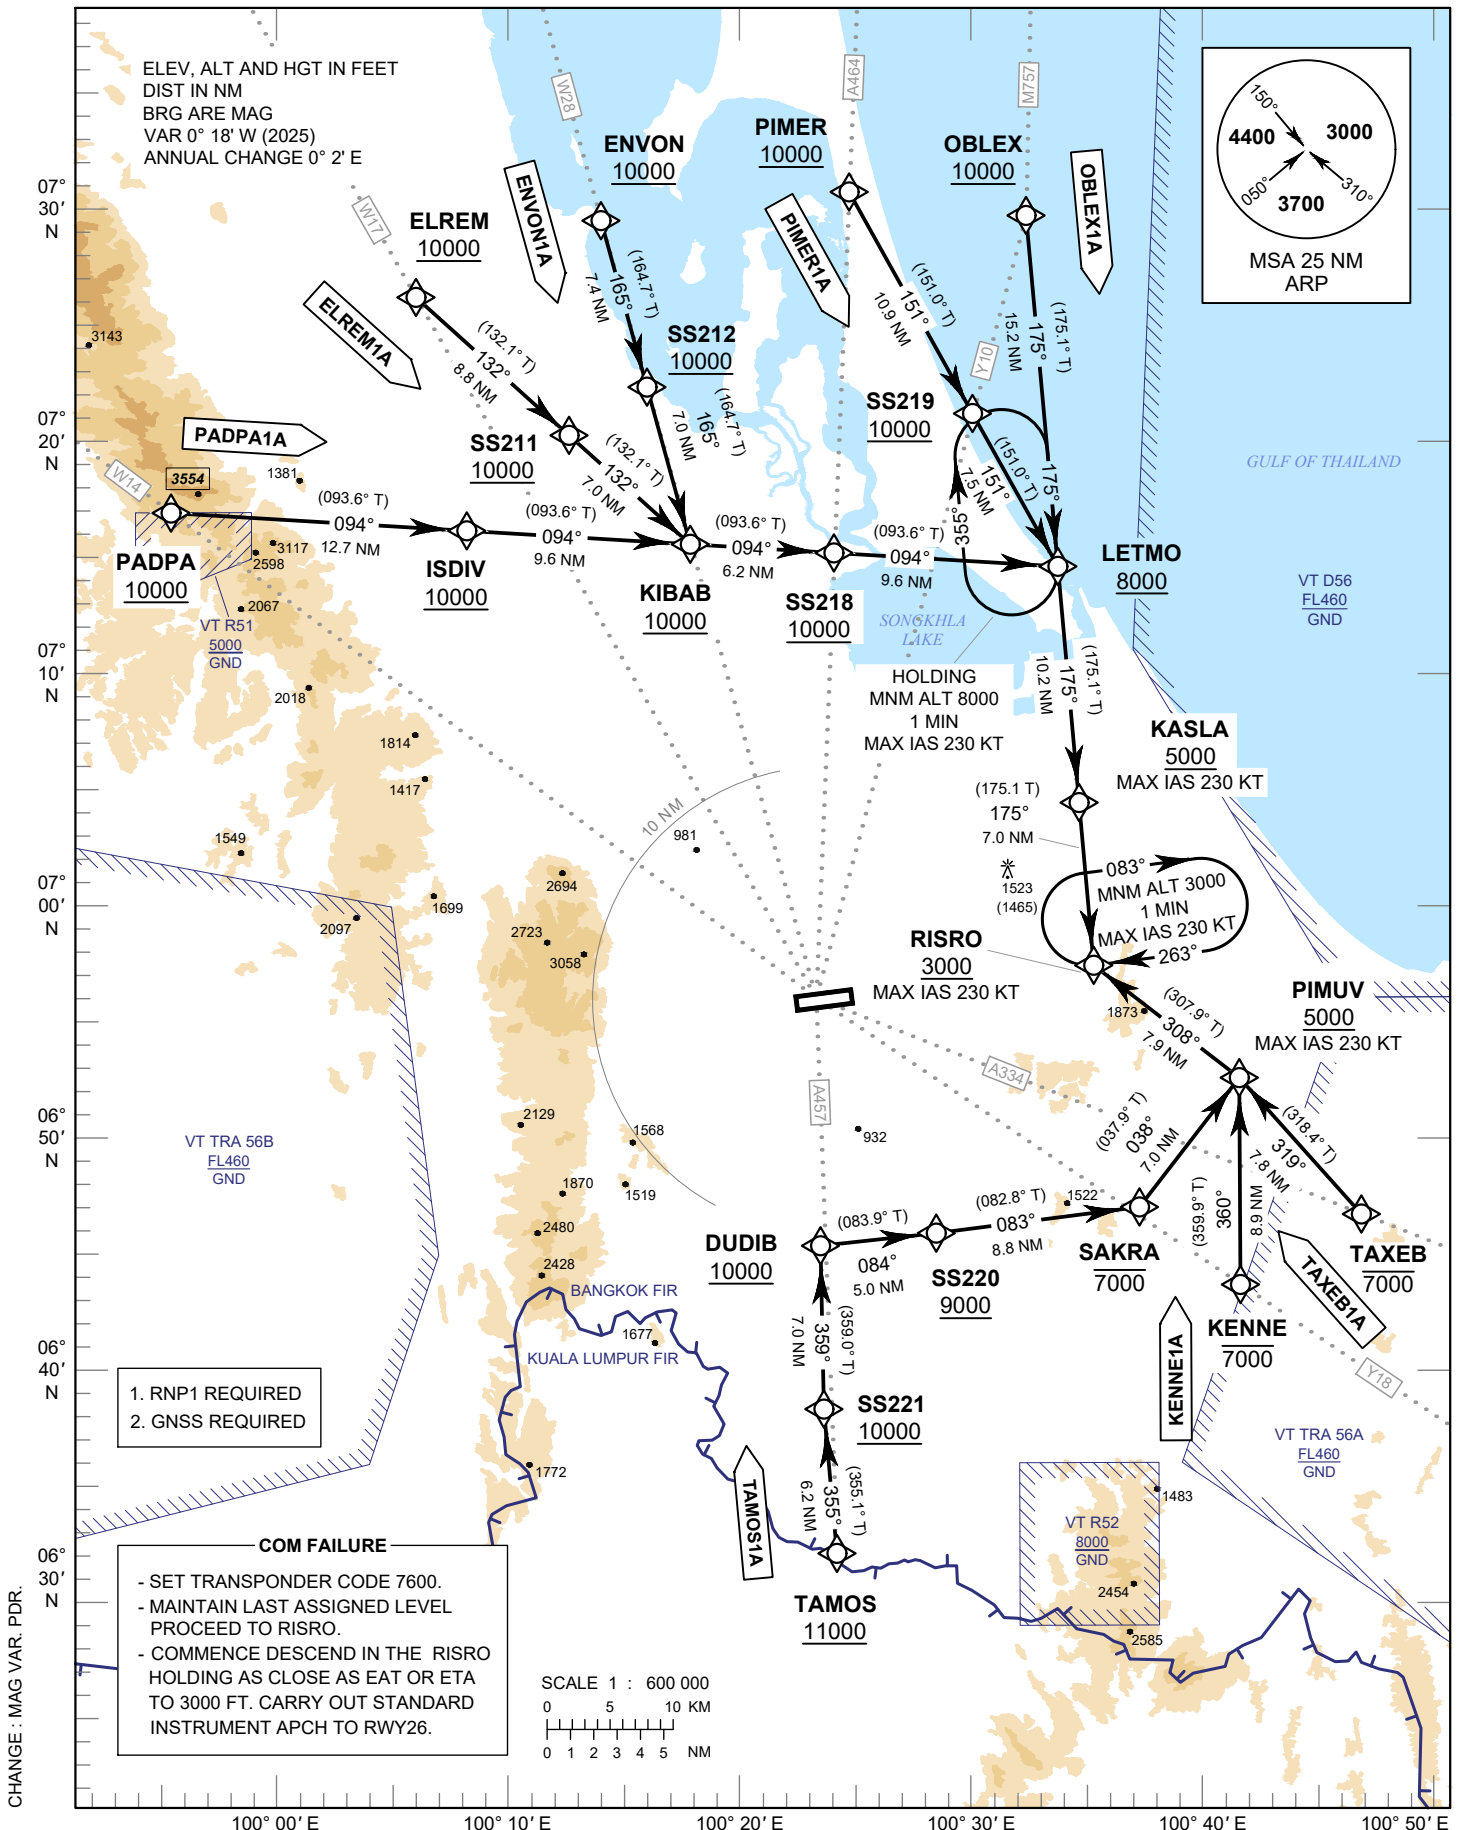 ELEV, ALT AND HGT IN FEET
DIST IN NM
BRG ARE MAG
VAR 0° 18' W (2025)
ANNUAL CHANGE 0° 2' E
W28
A464
M757
150°
4400
3000
050°
310°
3700
MSA 25 NM
ARP
ENVON
10000
PIMER
10000
OBLEX
10000
ENVON1A
PIMER1A
OBLEX1A
07°
30'
N
W17
ELREM
10000
ELREM1A
(164.7° T)
165°
7.4 NM
(151.0° T)
151°
10.9 NM
(175.1° T)
175°
15.2 NM
Y10
3143
(132.1° T)
132°
8.8 NM
SS212
10000
SS219
10000
07°
20'
N
PADPA1A
W14
3554
1381
SS211
10000
(132.1° T)
132°
7.0 NM
(164.7° T)
165°
7.0 NM
(151.0° T)
151°
7.5 NM
175°
355°
GULF OF THAILAND
PADPA
10000
(093.6° T)
094°
12.7 NM
ISDIV
10000
(093.6° T)
094°
9.6 NM
KIBAB
10000
(093.6° T)
094°
6.2 NM
SS218
10000
(093.6° T)
094°
9.6 NM
LETMO
8000
3117
2598
2067
VT R51
5000
GND
VT D56
FL460
GND
SONGKHLA
LAKE
07°
10'
N
2018
HOLDING
MNM ALT 8000
1 MIN
MAX IAS 230 KT
(175.1° T)
175°
10.2 NM
1814
1417
KASLA
5000
MAX IAS 230 KT
(175.1 T)
175°
7.0 NM
10 NM
981
1549
1523
(1465)
083°
MNM ALT 3000
1 MIN
MAX IAS 230 KT
263°
07°
00'
N
2694
1699
2097
2723
3058
RISRO
3000
MAX IAS 230 KT
PIMUV
5000
MAX IAS 230 KT
1873
(307.9° T)
308°
7.9 NM
A334
A457
06°
50'
N
VT TRA 56B
FL460
GND
2129
1568
932
1870
1519
2480
2428
(037.9° T)
038°
7.0 NM
(318.4° T)
319°
7.8 NM
(359.9° T)
360°
8.9 NM
1522
DUDIB
10000
(083.9° T)
084°
5.0 NM
SS220
9000
(082.8° T)
083°
8.8 NM
SAKRA
7000
TAXEB
7000
TAXEB1A
KENNE
7000
KENNE1A
BANGKOK FIR
KUALA LUMPUR FIR
1677
(359.0° T)
359°
7.0 NM
06°
40'
N
Y18
1. RNP1 REQUIRED
2. GNSS REQUIRED
SS221
10000
VT TRA 56A
FL460
GND
1772
TAMOS1A
(355.1° T)
355°
6.2 NM
1483
VT R52
8000
GND
2454
2585
06°
30'
N
TAMOS
11000
COM FAILURE
- SET TRANSPONDER CODE 7600.
- MAINTAIN LAST ASSIGNED LEVEL
PROCEED TO RISRO.
- COMMENCE DESCEND IN THE RISRO
HOLDING AS CLOSE AS EAT OR ETA
TO 3000 FT. CARRY OUT STANDARD
INSTRUMENT APCH TO RWY26.
SCALE 1 : 600 000
0 5 10 KM
0 1 2 3 4 5 NM
CHANGE : MAG VAR. PDR.
100° 00' E
100° 10' E
100° 20' E
100° 30' E
100° 40' E
100° 50' E